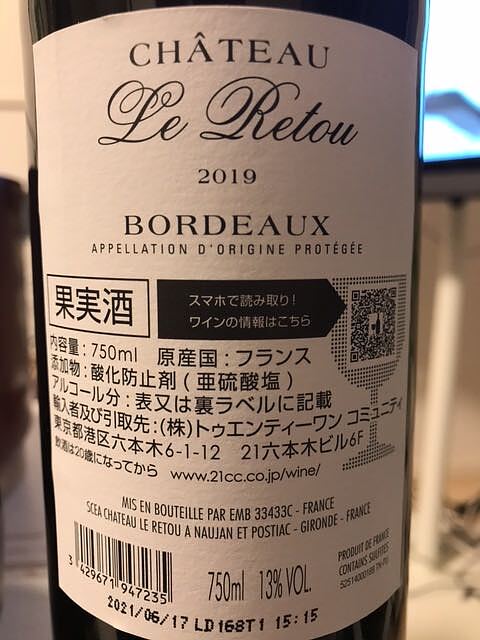 CHÂTEAU
Le Retou
2019
BORDEAUX
APPELLATION D'ORIGINE PROTÉGÉE
果実酒
スマホで読み取り!
ワインの情報はこちら
内容量:750ml 原産国:フランス
添加物:酸化防止剤(亜硫酸塩)
アルコール分:表又は裏ラベルに記載
輸入者及び引取先:(株)トゥエンティーワン コミュニティ
東京都港区六本木6-1-12 21六本木ビル6F
飲酒は20歳になってから www.21cc.co.jp/wine/
MIS EN BOUTEILLE PAR EMB 33433C - FRANCE
SCEA CHATEAU LE RETOU A NAUJAN ET POSTIAC - GIRONDE - FRANCE
3 429671 947235
750ml 13% VOL.
PRODUIT DE FRANCE
CONTAINS SULFITES
2021/06/17 LD168T1 15:15